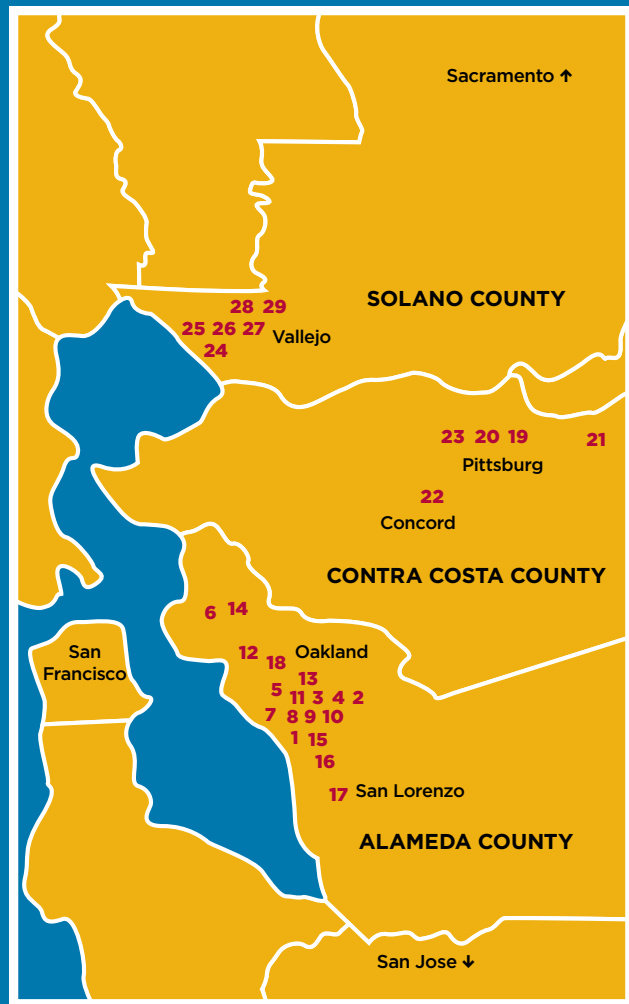 Sacramento ↑
SOLANO COUNTY
28 29
25 26 27 Vallejo
24
23 20 19 21
Pittsburg
22
Concord
CONTRA COSTA COUNTY
6 14
San
Francisco
12 18 Oakland
13
5 11 3 4 2
7 8 9 10
1 15
16
17 San Lorenzo
ALAMEDA COUNTY
San Jose ↓